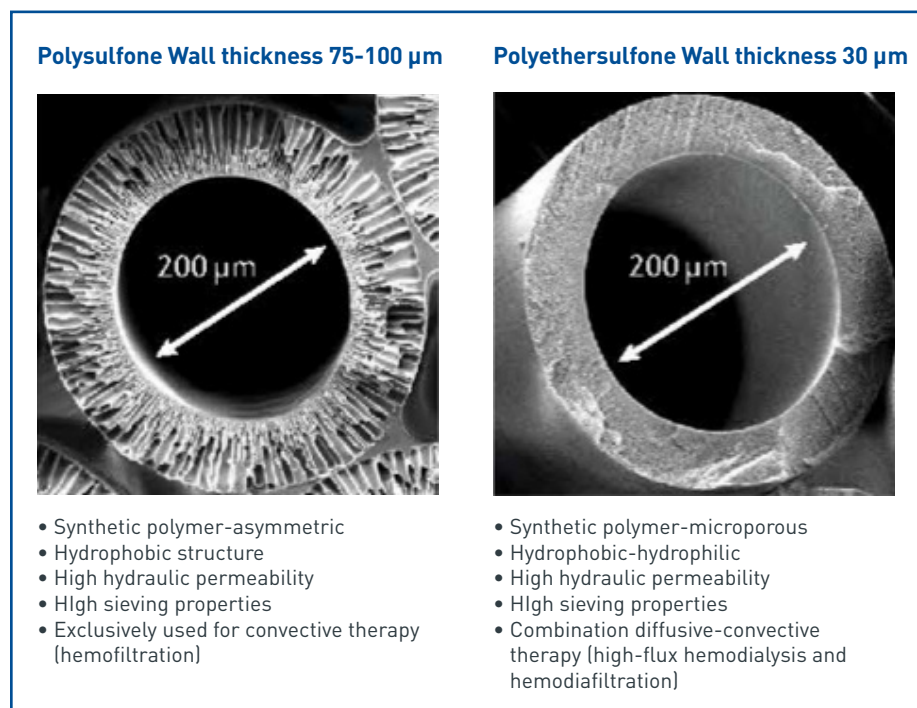 Polysulfone Wall thickness 75-100 µm
200 µm
• Synthetic polymer-asymmetric
• Hydrophobic structure
• High hydraulic permeability
• HIgh sieving properties
• Exclusively used for convective therapy
(hemofiltration)
Polyethersulfone Wall thickness 30 µm
200 µm
• Synthetic polymer-microporous
• Hydrophobic-hydrophilic
• High hydraulic permeability
• HIgh sieving properties
• Combination diffusive-convective
therapy (high-flux hemodialysis and
hemodiafiltration)